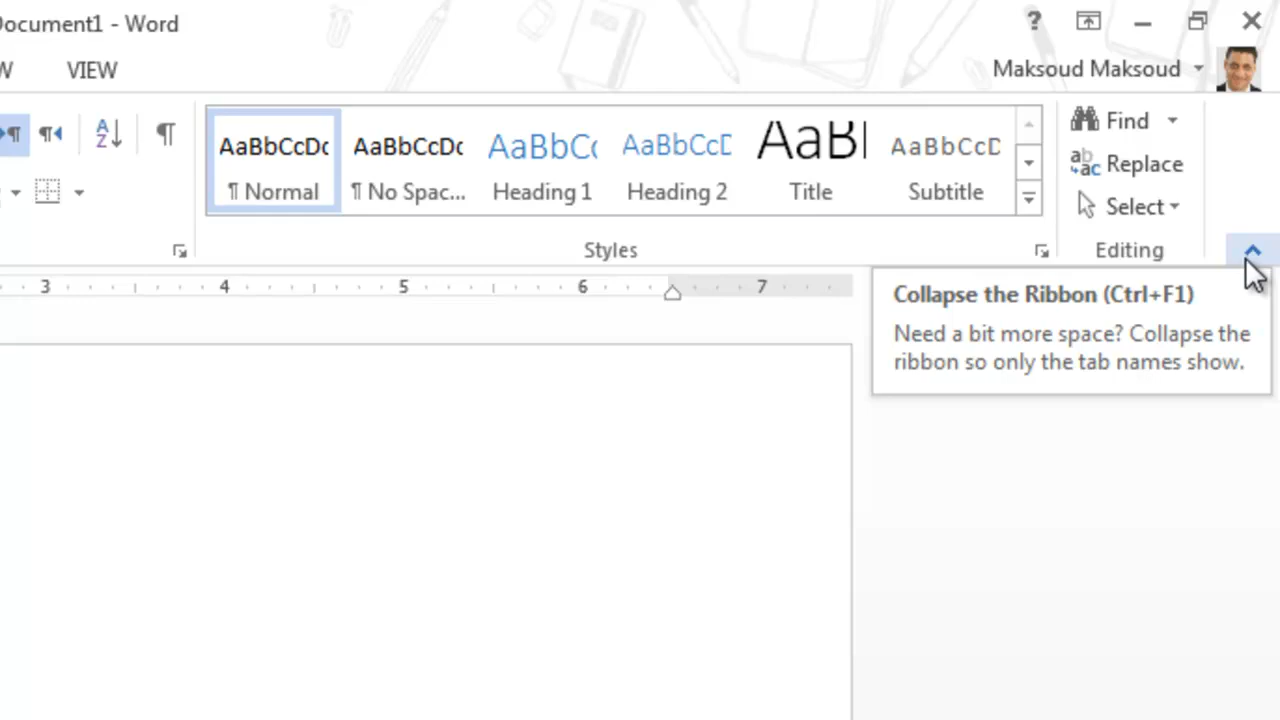 Document1 - Word ?
W VIEW Maksoud Maksoud
AaBbCcDc AaBbCcDc AaBbC AaBbCcD AaB AaBbCcD
¶ Normal ¶ No Spac... Heading 1 Heading 2 Title Subtitle
Find
Replace
Select
Styles Editing
3 4 5 6 7
Collapse the Ribbon (Ctrl+F1)
Need a bit more space? Collapse the
ribbon so only the tab names show.